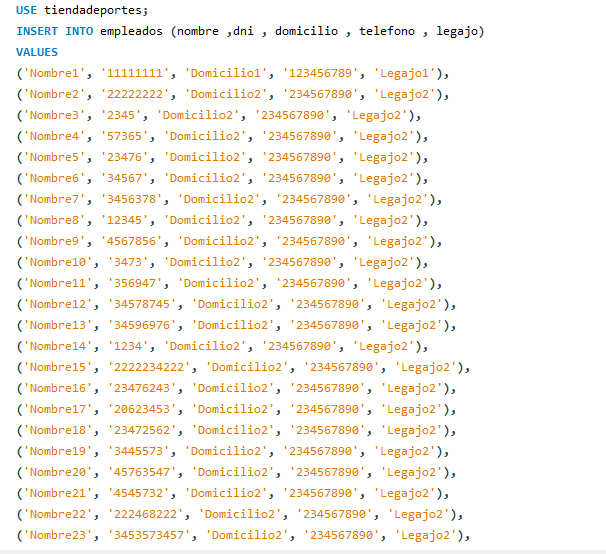 USE tiendadeportes;
INSERT INTO empleados (nombre ,dni , domicilio , telefono , legajo)
VALUES
('Nombre1', '11111111', 'Domicilio1', '123456789', 'Legajo1'),
('Nombre2', '22222222', 'Domicilio2', '234567890', 'Legajo2'),
('Nombre3', '2345', 'Domicilio2', '234567890', 'Legajo2'),
('Nombre4', '57365', 'Domicilio2', '234567890', 'Legajo2'),
('Nombre5', '23476', 'Domicilio2', '234567890', 'Legajo2'),
('Nombre6', '34567', 'Domicilio2', '234567890', 'Legajo2'),
('Nombre7', '3456378', 'Domicilio2', '234567890', 'Legajo2'),
('Nombre8', '12345', 'Domicilio2', '234567890', 'Legajo2'),
('Nombre9', '4567856', 'Domicilio2', '234567890', 'Legajo2'),
('Nombre10', '3473', 'Domicilio2', '234567890', 'Legajo2'),
('Nombre11', '356947', 'Domicilio2', '234567890', 'Legajo2'),
('Nombre12', '34578745', 'Domicilio2', '234567890', 'Legajo2'),
('Nombre13', '34596976', 'Domicilio2', '234567890', 'Legajo2'),
('Nombre14', '1234', 'Domicilio2', '234567890', 'Legajo2'),
('Nombre15', '2222234222', 'Domicilio2', '234567890', 'Legajo2'),
('Nombre16', '23476243', 'Domicilio2', '234567890', 'Legajo2'),
('Nombre17', '20623453', 'Domicilio2', '234567890', 'Legajo2'),
('Nombre18', '23472562', 'Domicilio2', '234567890', 'Legajo2'),
('Nombre19', '3445573', 'Domicilio2', '234567890', 'Legajo2'),
('Nombre20', '45763547', 'Domicilio2', '234567890', 'Legajo2'),
('Nombre21', '4545732', 'Domicilio2', '234567890', 'Legajo2'),
('Nombre22', '222468222', 'Domicilio2', '234567890', 'Legajo2'),
('Nombre23', '3453573457', 'Domicilio2', '234567890', 'Legajo2'),